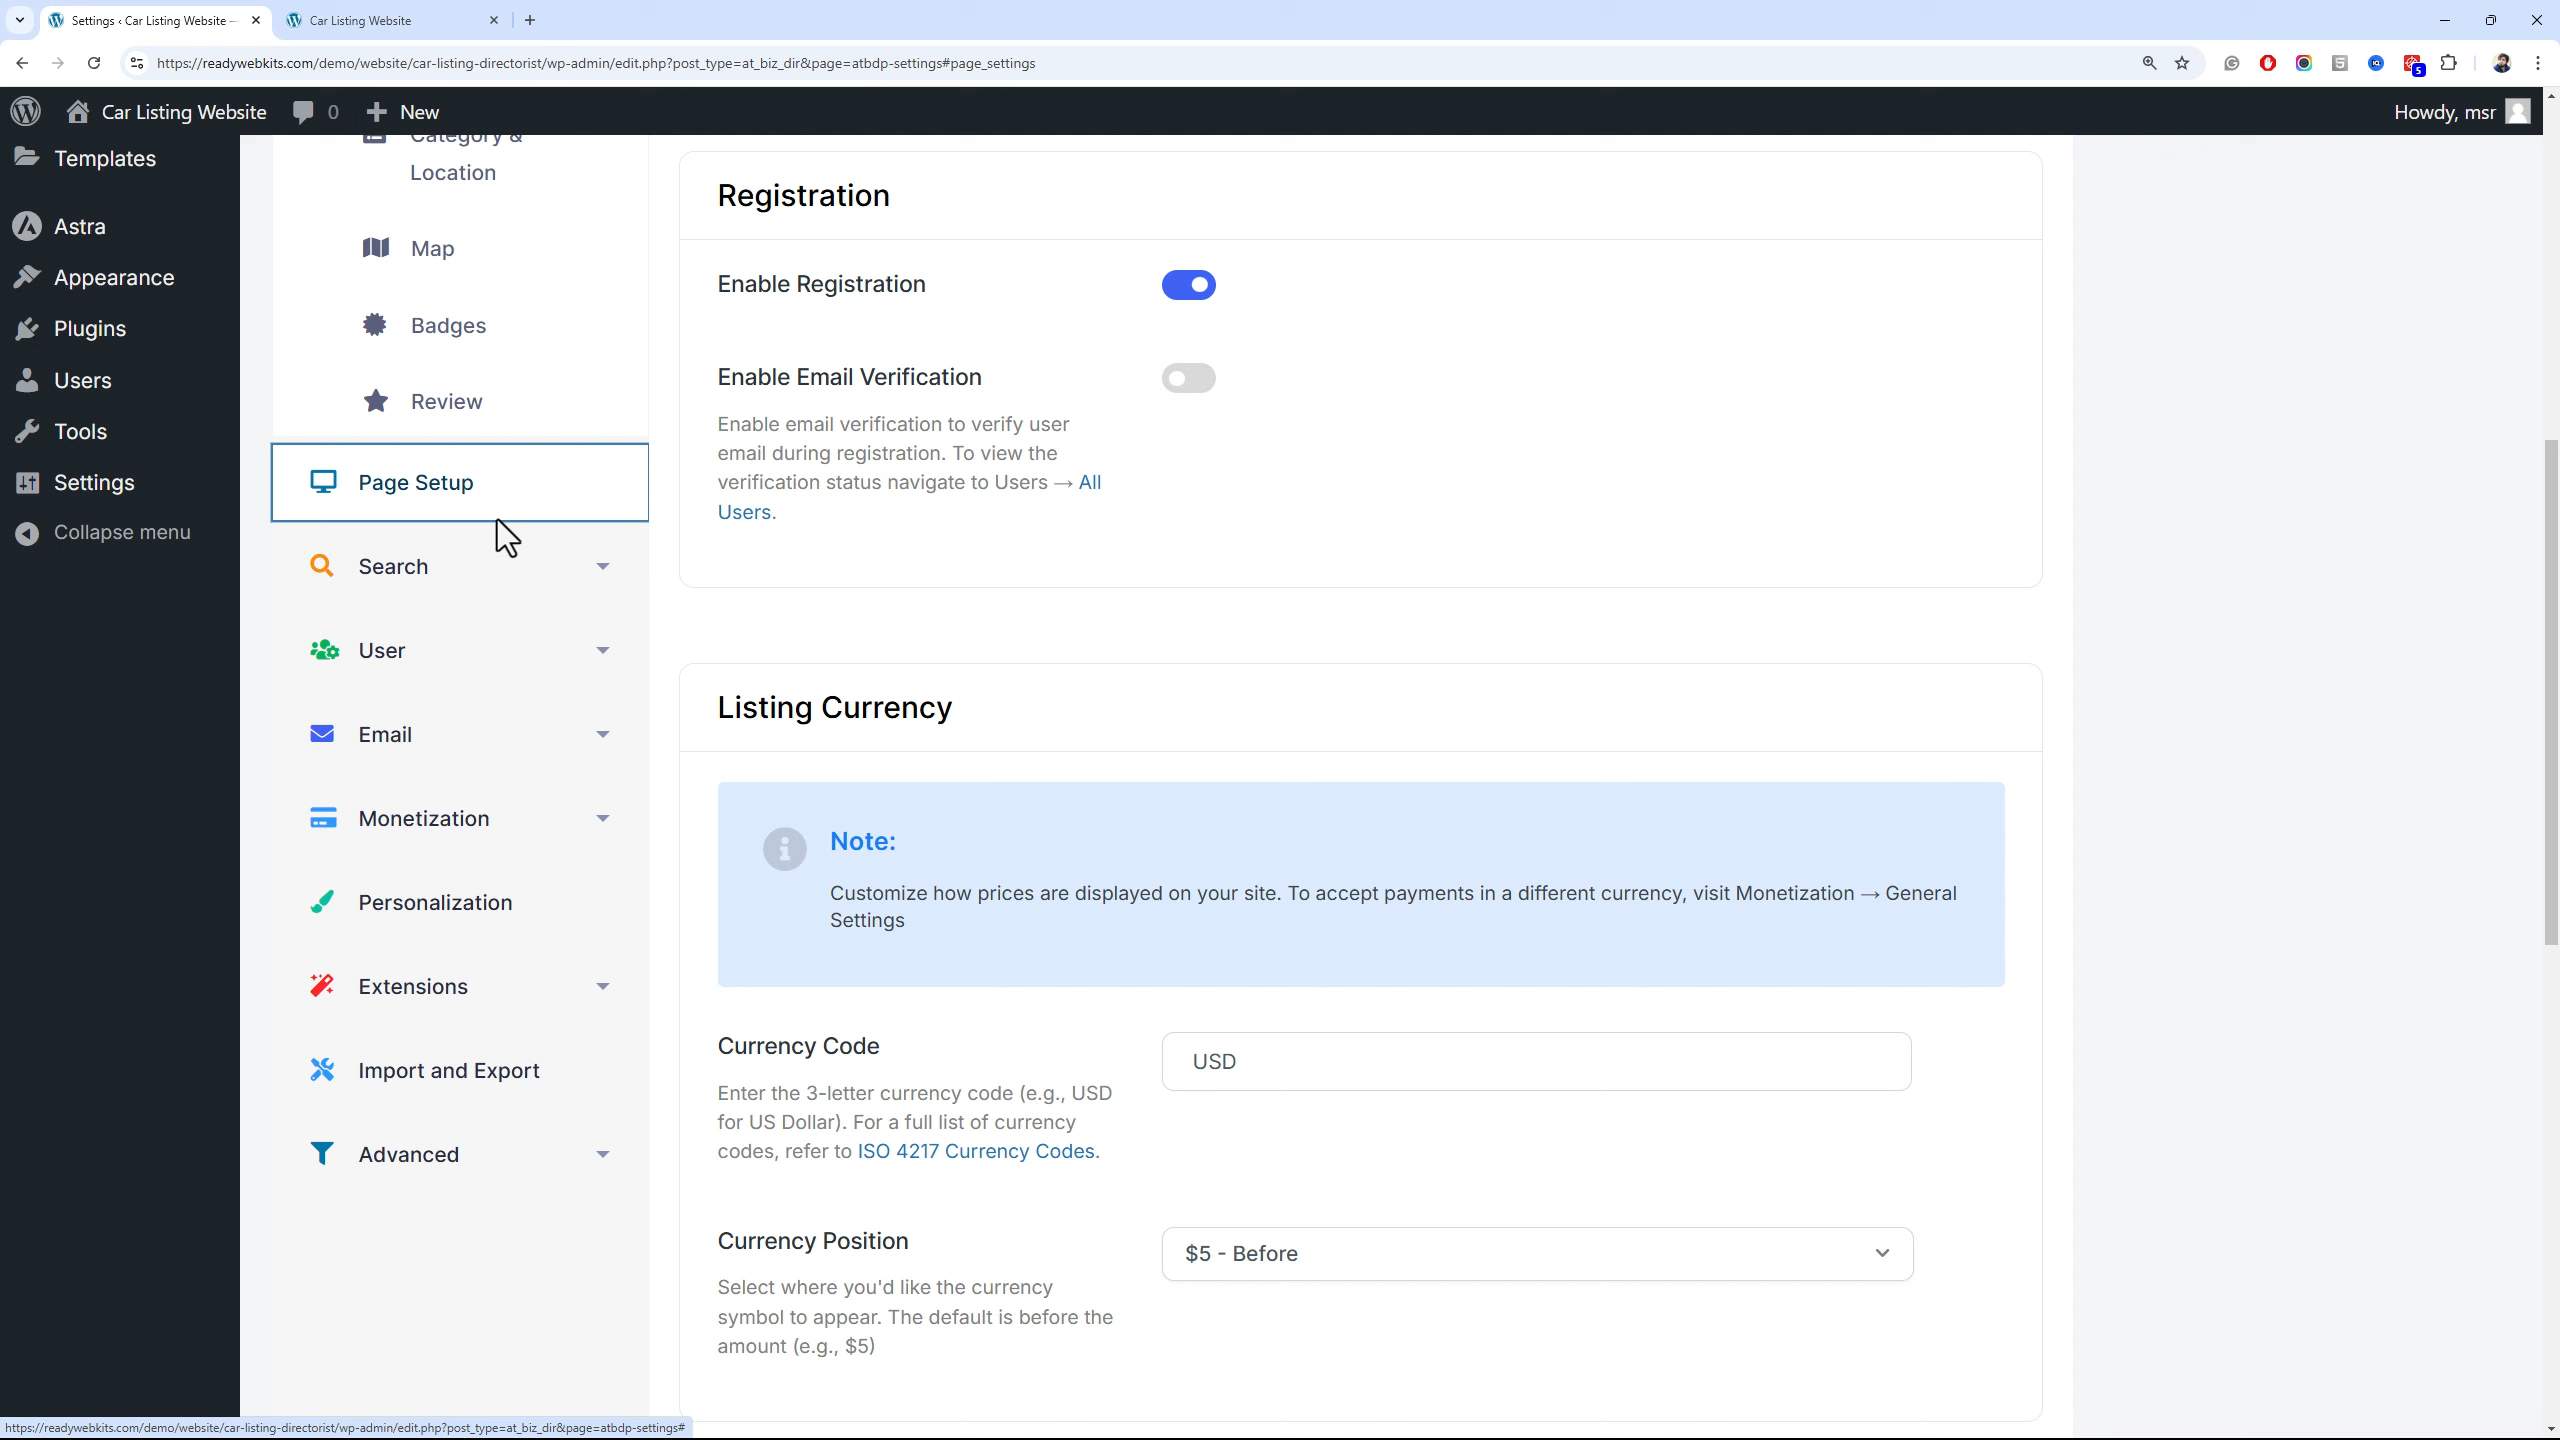 Settings ‹ Car Listing Website —
Car Listing Website
https://readywebkits.com/demo/website/car-listing-directorist/wp-admin/edit.php?post_type=at_biz_dir&page=atbdp-settings#page_settings
5
Car Listing Website
0
New
Howdy, msr
Templates
Astra
Appearance
Plugins
Users
Tools
Settings
Collapse menu
Category &
Location
Map
Badges
Review
Page Setup
Search
User
Email
Monetization
Personalization
Extensions
Import and Export
Advanced
Registration
Enable Registration
Enable Email Verification
Enable email verification to verify user
email during registration. To view the
verification status navigate to Users → All
Users.
Listing Currency
Note:
Customize how prices are displayed on your site. To accept payments in a different currency, visit Monetization → General
Settings
Currency Code
USD
Enter the 3-letter currency code (e.g., USD
for US Dollar). For a full list of currency
codes, refer to ISO 4217 Currency Codes.
Currency Position
$5 - Before
Select where you'd like the currency
symbol to appear. The default is before the
amount (e.g., $5)
https://readywebkits.com/demo/website/car-listing-directorist/wp-admin/edit.php?post_type=at_biz_dir&page=atbdp-settings#